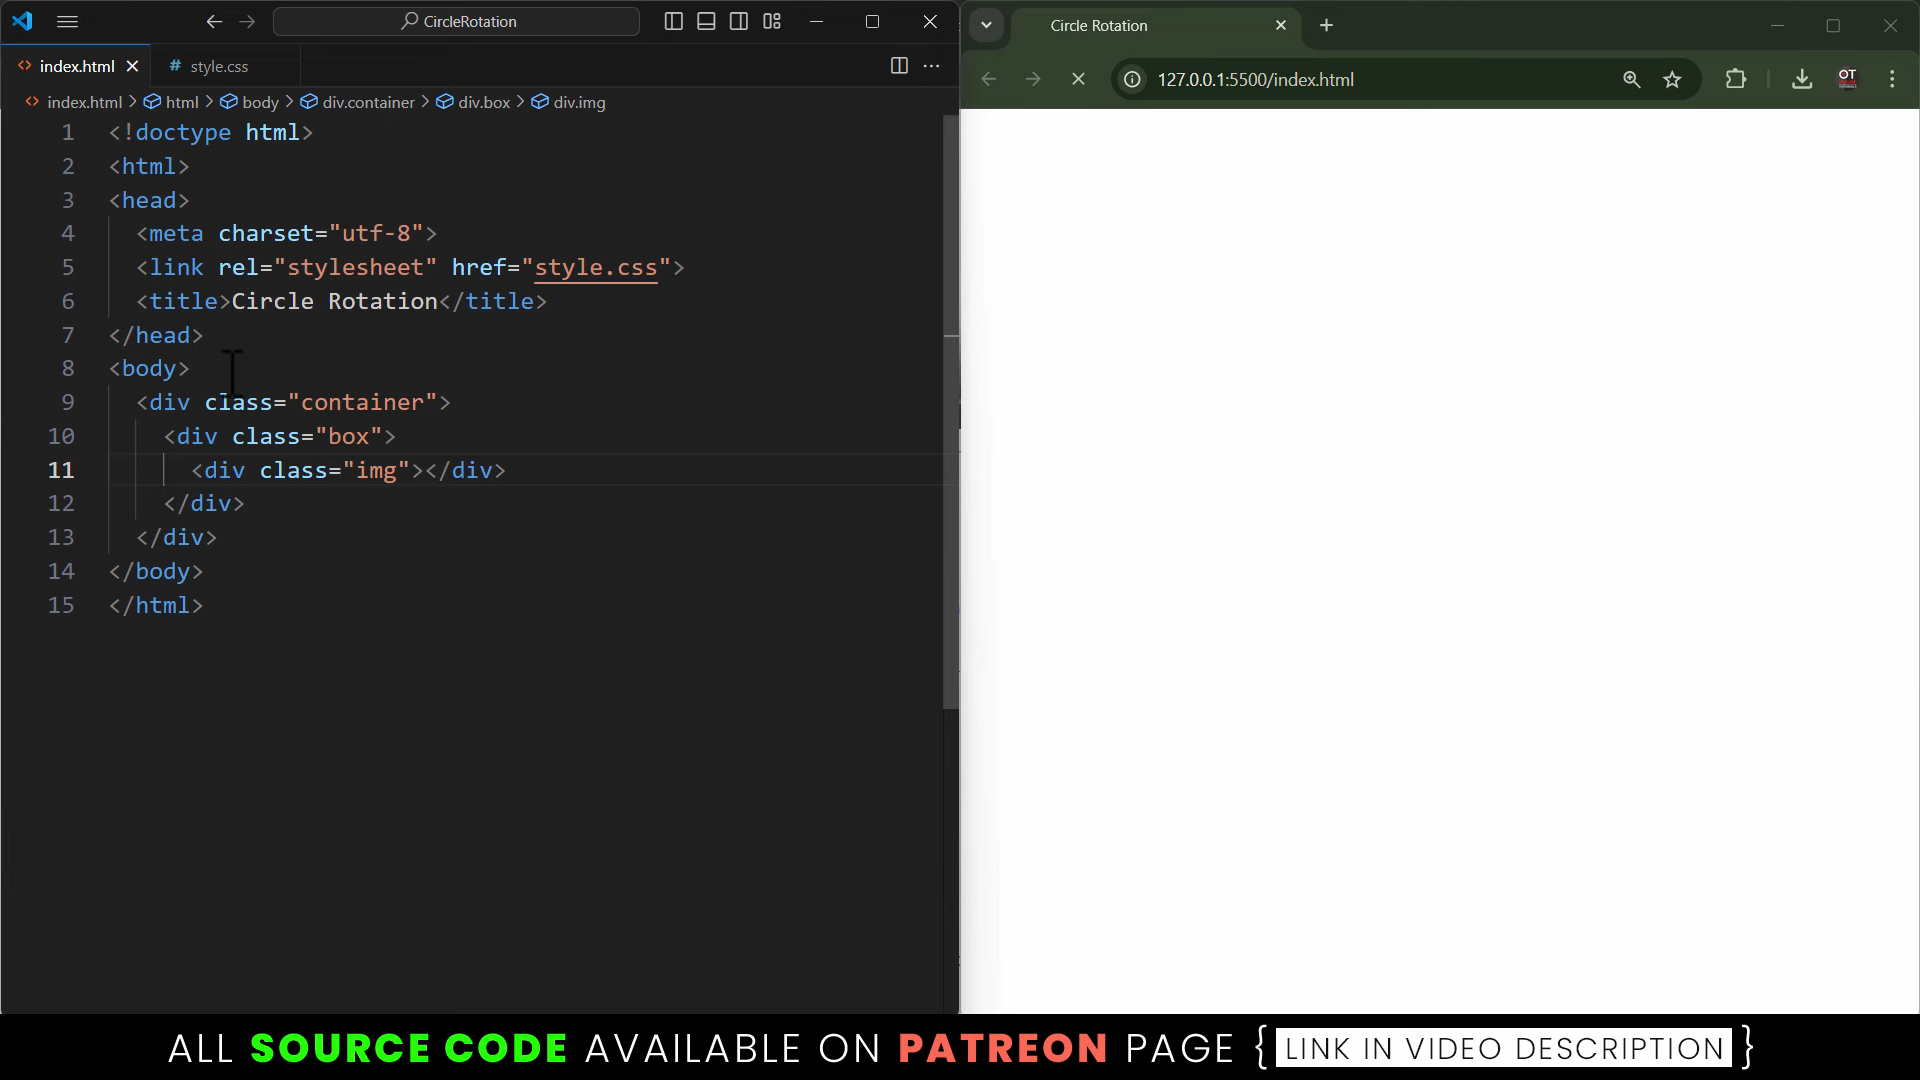 CircleRotation
index.html
# style.css
index.html > html > body > div.container > div.box > div.img
1 <!doctype html>
2 <html>
3 <head>
4 <meta charset="utf-8">
5 <link rel="stylesheet" href="style.css">
6 <title>Circle Rotation</title>
7 </head>
8 <body>
9 <div class="container">
10 <div class="box">
11 <div class="img"></div>
12 </div>
13 </div>
14 </body>
15 </html>
Circle Rotation
127.0.0.1:5500/index.html
OT
ALL SOURCE CODE AVAILABLE ON PATREON PAGE { LINK IN VIDEO DESCRIPTION }